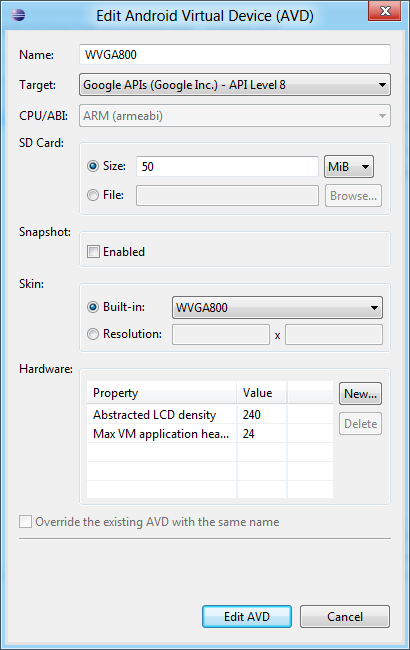 Edit Android Virtual Device (AVD)
Name: WVGA800
Target: Google APIs (Google Inc.) - API Level 8
CPU/ABI: ARM (armeabi)
SD Card:
Size: 50 MiB
File: Browse...
Snapshot:
Enabled
Skin:
Built-in: WVGA800
Resolution: x
Hardware:
Property Value New...
Abstracted LCD density 240 Delete
Max VM application hea... 24
Override the existing AVD with the same name
Edit AVD Cancel